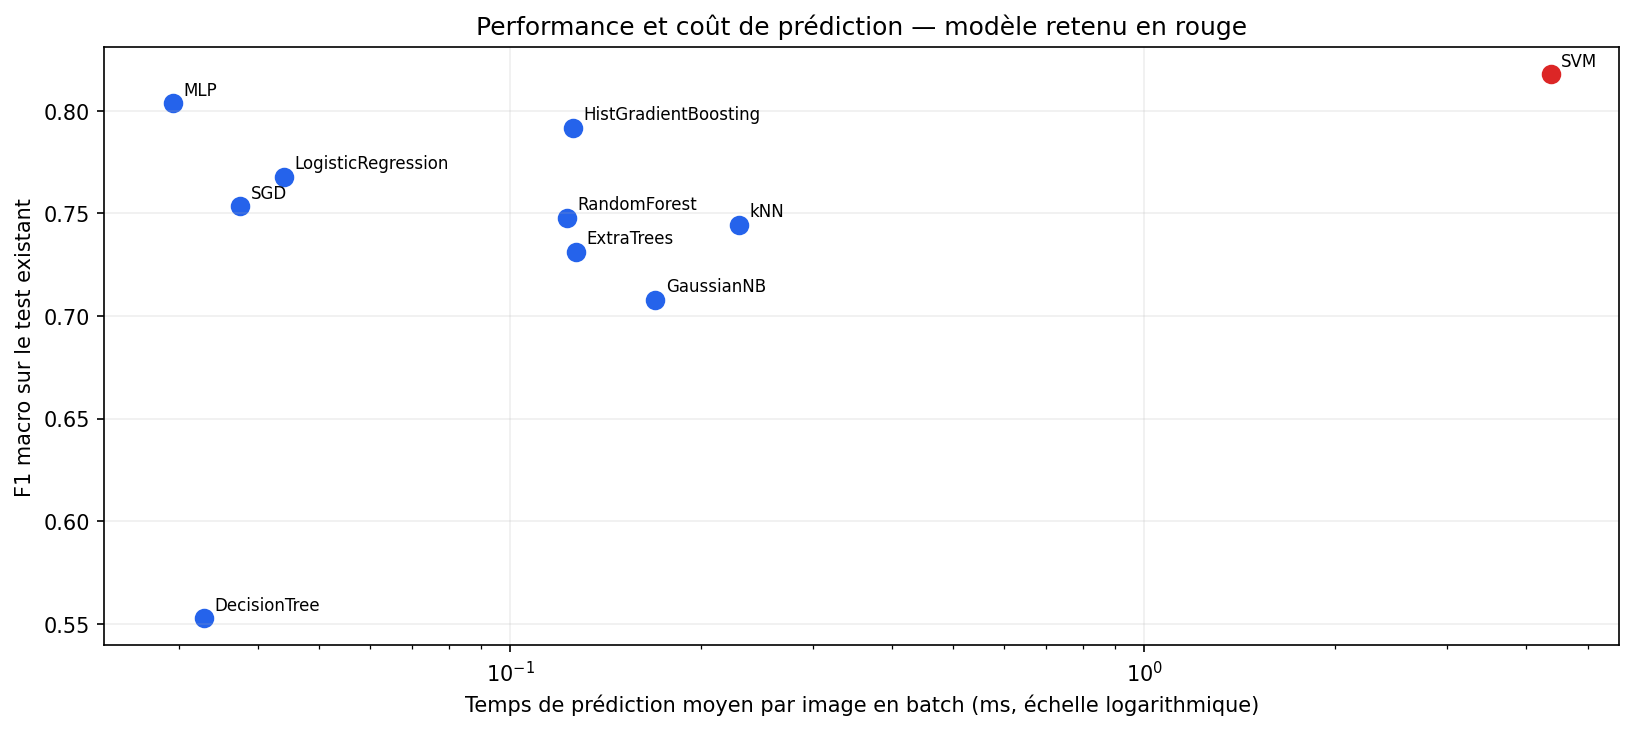 Performance et coût de prédiction — modèle retenu en rouge
SVM
MLP
0.80
HistGradientBoosting
LogisticRegression
SGD
0.75
RandomForest
kNN
ExtraTrees
GaussianNB
0.70
0.65
0.60
DecisionTree
0.55
F1 macro sur le test existant
10⁻¹
10⁰
Temps de prédiction moyen par image en batch (ms, échelle logarithmique)